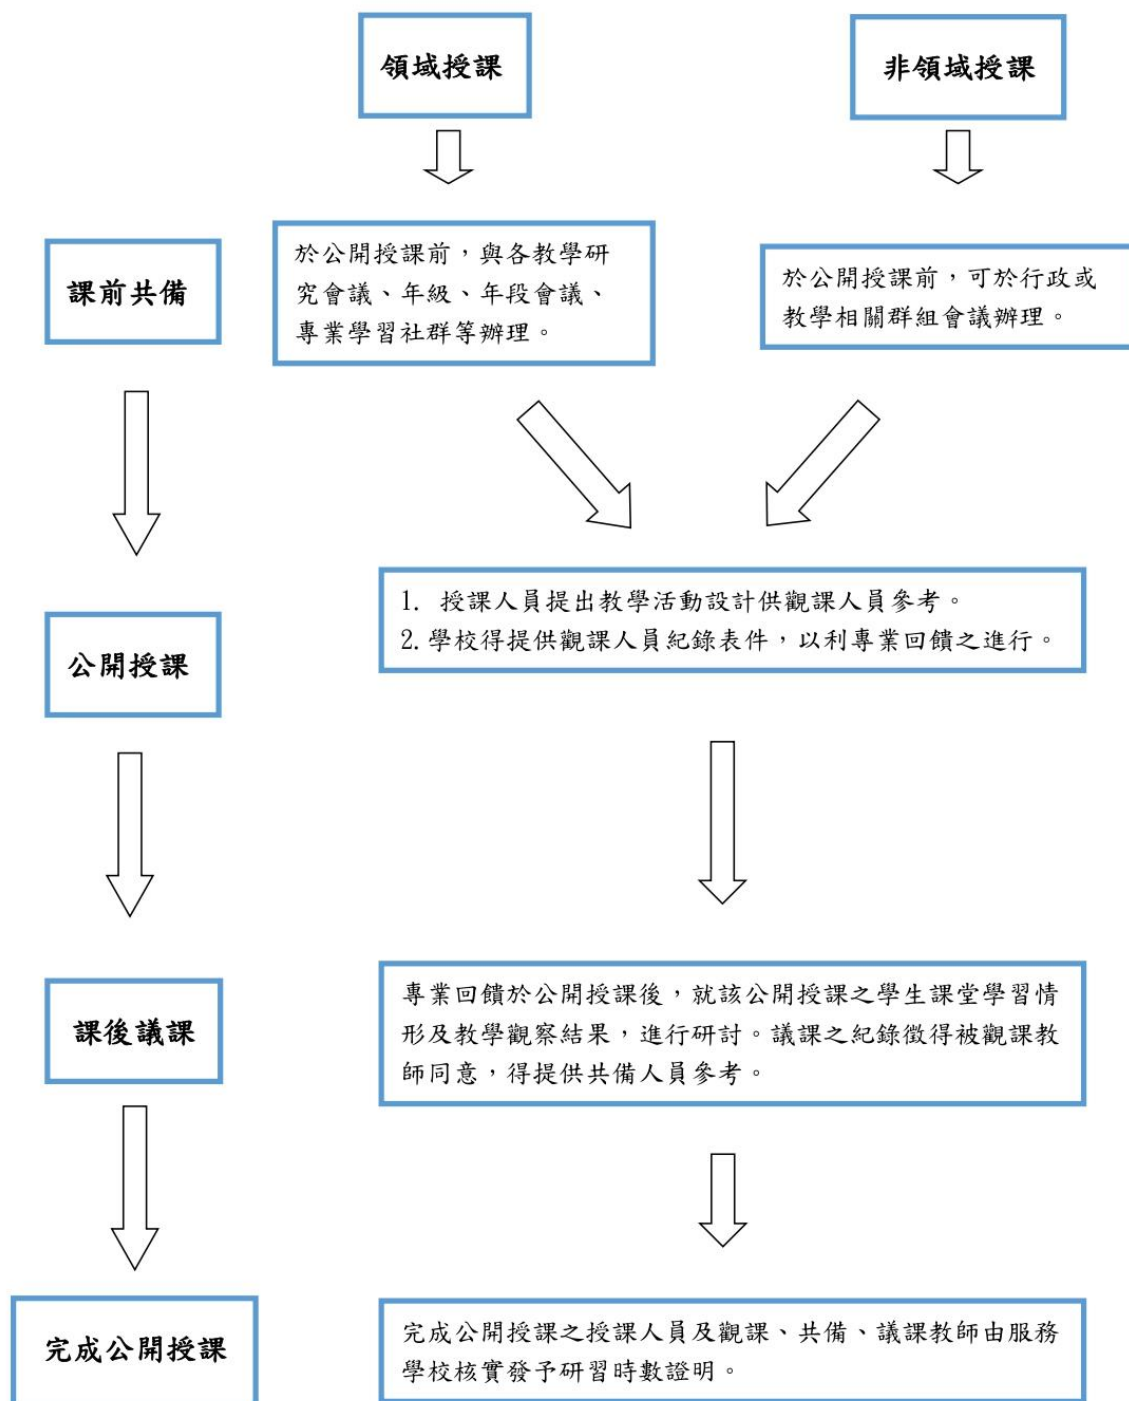 領域授課
非領域授課
課前共備
於公開授課前，與各教學研
究會議、年級、年段會議、
專業學習社群等辦理。
於公開授課前，可於行政或
教學相關群組會議辦理。
公開授課
1. 授課人員提出教學活動設計供觀課人員參考。
2. 學校得提供觀課人員紀錄表件，以利專業回饋之進行。
課後議課
專業回饋於公開授課後，就該公開授課之學生課堂學習情
形及教學觀察結果，進行研討。議課之紀錄徵得被觀課教
師同意，得提供共備人員參考。
完成公開授課
完成公開授課之授課人員及觀課、共備、議課教師由服務
學校核實發予研習時數證明。